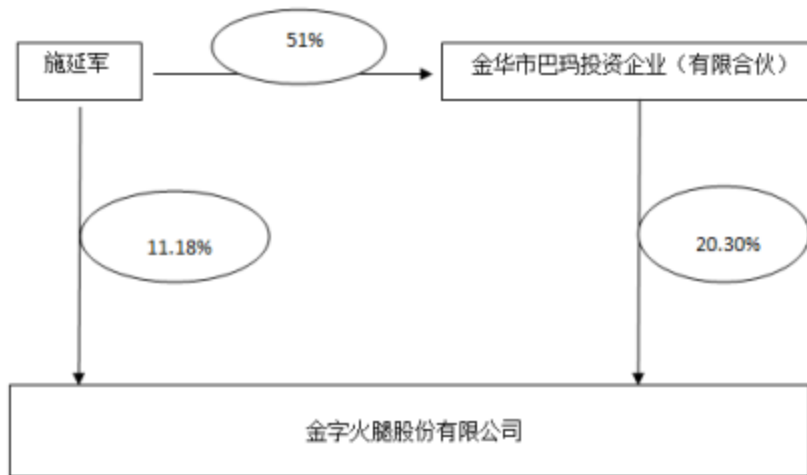 51%
施延军
金华市巴玛投资企业（有限合伙）
11.18%
20.30%
金字火腿股份有限公司